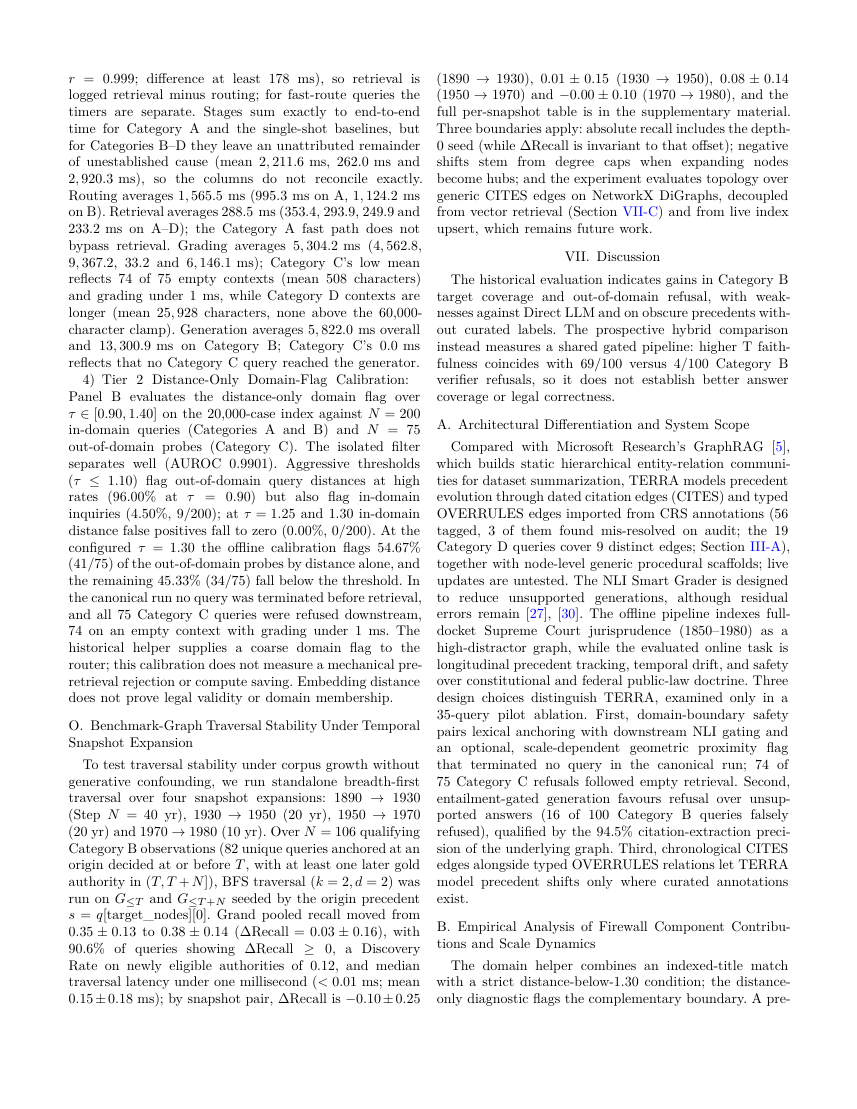 r = 0.999; difference at least 178 ms), so retrieval is
logged retrieval minus routing; for fast-route queries the
timers are separate. Stages sum exactly to end-to-end
time for Category A and the single-shot baselines, but
for Categories B–D they leave an unattributed remainder
of unestablished cause (mean 2, 211.6 ms, 262.0 ms and
2, 920.3 ms), so the columns do not reconcile exactly.
Routing averages 1, 565.5 ms (995.3 ms on A, 1, 124.2 ms
on B). Retrieval averages 288.5 ms (353.4, 293.9, 249.9 and
233.2 ms on A–D); the Category A fast path does not
bypass retrieval. Grading averages 5, 304.2 ms (4, 562.8,
9, 367.2, 33.2 and 6, 146.1 ms); Category C's low mean
reflects 74 of 75 empty contexts (mean 508 characters)
and grading under 1 ms, while Category D contexts are
longer (mean 25, 928 characters, none above the 60,000-
character clamp). Generation averages 5, 822.0 ms overall
and 13, 300.9 ms on Category B; Category C's 0.0 ms
reflects that no Category C query reached the generator.
4) Tier 2 Distance-Only Domain-Flag Calibration:
Panel B evaluates the distance-only domain flag over
τ ∈ [0.90, 1.40] on the 20,000-case index against N = 200
in-domain queries (Categories A and B) and N = 75
out-of-domain probes (Category C). The isolated filter
separates well (AUROC 0.9901). Aggressive thresholds
(τ ≤ 1.10) flag out-of-domain query distances at high
rates (96.00% at τ = 0.90) but also flag in-domain
inquiries (4.50%, 9/200); at τ = 1.25 and 1.30 in-domain
distance false positives fall to zero (0.00%, 0/200). At the
configured τ = 1.30 the offline calibration flags 54.67%
(41/75) of the out-of-domain probes by distance alone, and
the remaining 45.33% (34/75) fall below the threshold. In
the canonical run no query was terminated before retrieval,
and all 75 Category C queries were refused downstream,
74 on an empty context with grading under 1 ms. The
historical helper supplies a coarse domain flag to the
router; this calibration does not measure a mechanical pre-
retrieval rejection or compute saving. Embedding distance
does not prove legal validity or domain membership.
O. Benchmark-Graph Traversal Stability Under Temporal
Snapshot Expansion
To test traversal stability under corpus growth without
generative confounding, we run standalone breadth-first
traversal over four snapshot expansions: 1890 → 1930
(Step N = 40 yr), 1930 → 1950 (20 yr), 1950 → 1970
(20 yr) and 1970 → 1980 (10 yr). Over N = 106 qualifying
Category B observations (82 unique queries anchored at an
origin decided at or before T, with at least one later gold
authority in (T, T + N]), BFS traversal (k = 2, d = 2) was
run on G≤T and G≤T+N seeded by the origin precedent
s = q[target_nodes][0]. Grand pooled recall moved from
0.35 ± 0.13 to 0.38 ± 0.14 (ΔRecall = 0.03 ± 0.16), with
90.6% of queries showing ΔRecall ≥ 0, a Discovery
Rate on newly eligible authorities of 0.12, and median
traversal latency under one millisecond (< 0.01 ms; mean
0.15 ± 0.18 ms); by snapshot pair, ΔRecall is −0.10 ± 0.25
(1890 → 1930), 0.01 ± 0.15 (1930 → 1950), 0.08 ± 0.14
(1950 → 1970) and −0.00 ± 0.10 (1970 → 1980), and the
full per-snapshot table is in the supplementary material.
Three boundaries apply: absolute recall includes the depth-
0 seed (while ΔRecall is invariant to that offset); negative
shifts stem from degree caps when expanding nodes
become hubs; and the experiment evaluates topology over
generic CITES edges on NetworkX DiGraphs, decoupled
from vector retrieval (Section VII-C) and from live index
upsert, which remains future work.
VII. Discussion
The historical evaluation indicates gains in Category B
target coverage and out-of-domain refusal, with weak-
nesses against Direct LLM and on obscure precedents with-
out curated labels. The prospective hybrid comparison
instead measures a shared gated pipeline: higher T faith-
fulness coincides with 69/100 versus 4/100 Category B
verifier refusals, so it does not establish better answer
coverage or legal correctness.
A. Architectural Differentiation and System Scope
Compared with Microsoft Research's GraphRAG [5],
which builds static hierarchical entity-relation communi-
ties for dataset summarization, TERRA models precedent
evolution through dated citation edges (CITES) and typed
OVERRULES edges imported from CRS annotations (56
tagged, 3 of them found mis-resolved on audit; the 19
Category D queries cover 9 distinct edges; Section III-A),
together with node-level generic procedural scaffolds; live
updates are untested. The NLI Smart Grader is designed
to reduce unsupported generations, although residual
errors remain [27], [30]. The offline pipeline indexes full-
docket Supreme Court jurisprudence (1850–1980) as a
high-distractor graph, while the evaluated online task is
longitudinal precedent tracking, temporal drift, and safety
over constitutional and federal public-law doctrine. Three
design choices distinguish TERRA, examined only in a
35-query pilot ablation. First, domain-boundary safety
pairs lexical anchoring with downstream NLI gating and
an optional, scale-dependent geometric proximity flag
that terminated no query in the canonical run; 74 of
75 Category C refusals followed empty retrieval. Second,
entailment-gated generation favours refusal over unsup-
ported answers (16 of 100 Category B queries falsely
refused), qualified by the 94.5% citation-extraction preci-
sion of the underlying graph. Third, chronological CITES
edges alongside typed OVERRULES relations let TERRA
model precedent shifts only where curated annotations
exist.
B. Empirical Analysis of Firewall Component Contribu-
tions and Scale Dynamics
The domain helper combines an indexed-title match
with a strict distance-below-1.30 condition; the distance-
only diagnostic flags the complementary boundary. A pre-